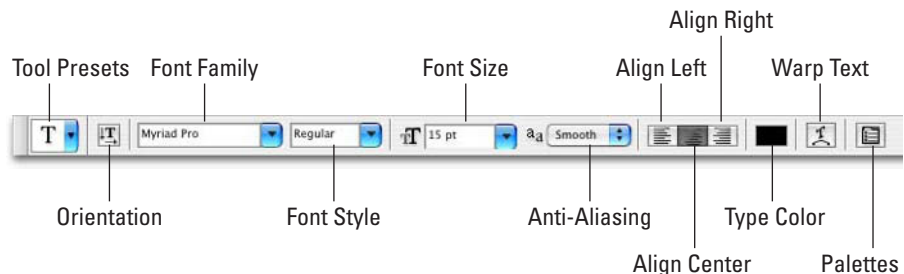 Align Right
Tool Presets Font Family Font Size Align Left Warp Text
T T Myriad Pro Regular TT 15 pt aa Smooth T
Orientation Font Style Anti-Aliasing Type Color
Align Center Palettes